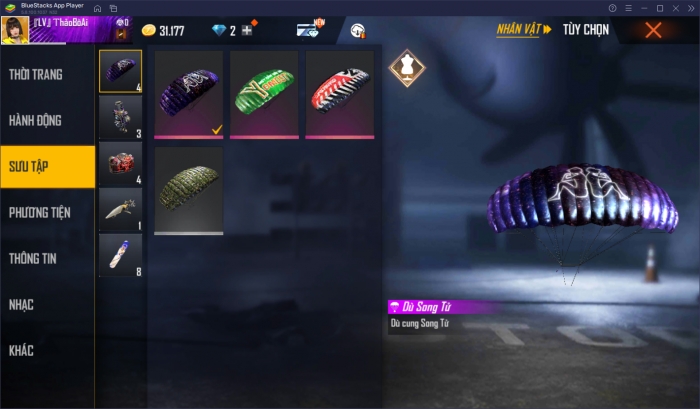 BlueStacks App Player
『LV』ThảoBòAi
31.177
2
NEW
NHÂN VẬT
TÙY CHỌN
THỜI TRANG
HÀNH ĐỘNG
SƯU TẬP
PHƯƠNG TIỆN
THÔNG TIN
NHẠC
KHÁC
4
3
4
1
8
Dù Song Tử
Dù cung Song Tử